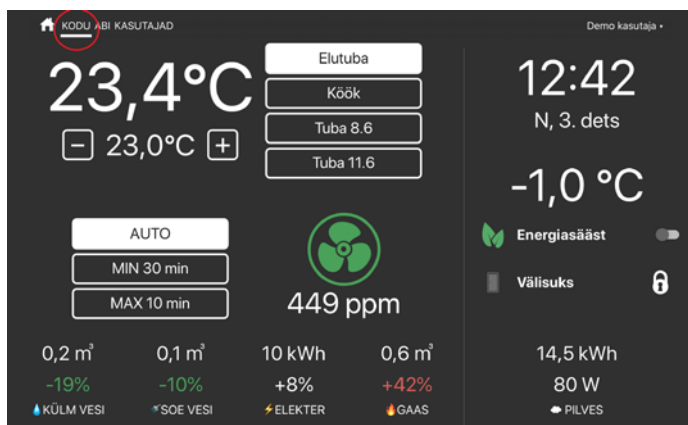 KODU ABI KASUTAJAD
Demo kasutaja
23,4°C
23,0°C
Elutuba
Köök
Tuba 8.6
Tuba 11.6
12:42
N, 3. dets
-1,0 °C
Energiasääst
Välisuks
AUTO
MIN 30 min
MAX 10 min
449 ppm
0,2 m³ 0,1 m³ 10 kWh 0,6 m³ 14,5 kWh
-19% -10% +8% +42% 80 W
KÜLM VESI SOE VESI ELEKTER GAAS PILVES